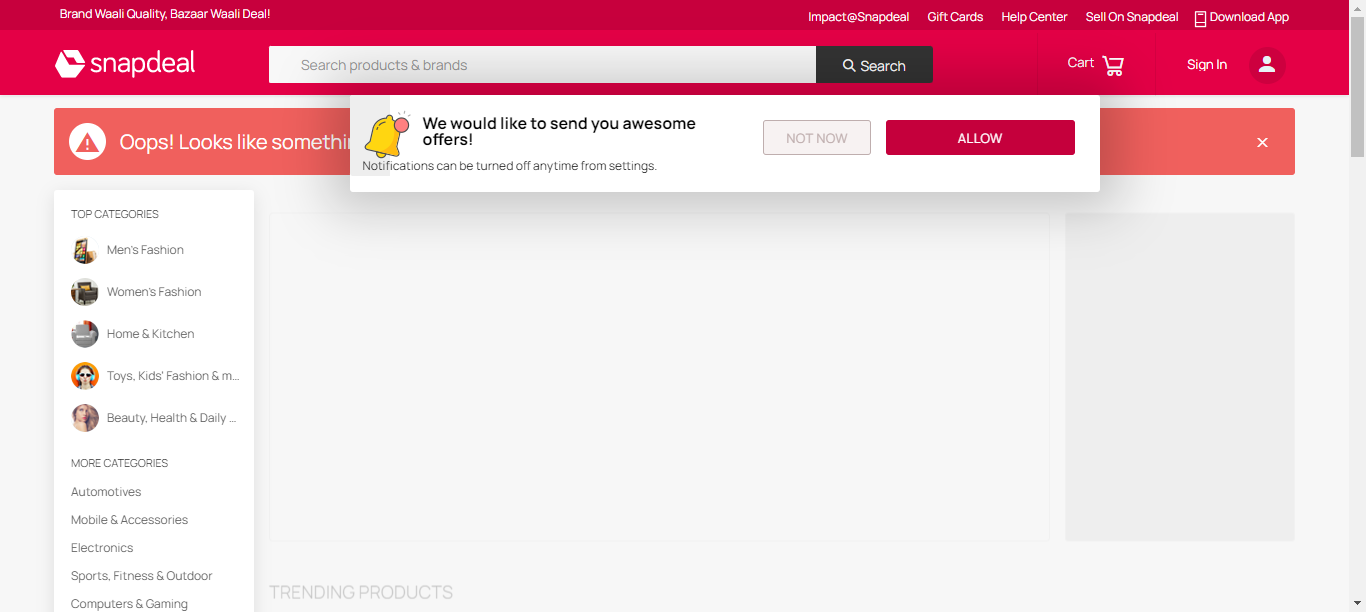 Brand Waali Quality, Bazaar Waali Deal!
Impact@Snapdeal Gift Cards Help Center Sell On Snapdeal Download App
snapdeal
Search products & brands
Search
Cart
Sign In
Oops! Looks like somethin
We would like to send you awesome
offers!
Notifications can be turned off anytime from settings.
NOT NOW
ALLOW
TOP CATEGORIES
Men's Fashion
Women's Fashion
Home & Kitchen
Toys, Kids' Fashion & m...
Beauty, Health & Daily ...
MORE CATEGORIES
Automotives
Mobile & Accessories
Electronics
Sports, Fitness & Outdoor
Computers & Gaming
TRENDING PRODUCTS